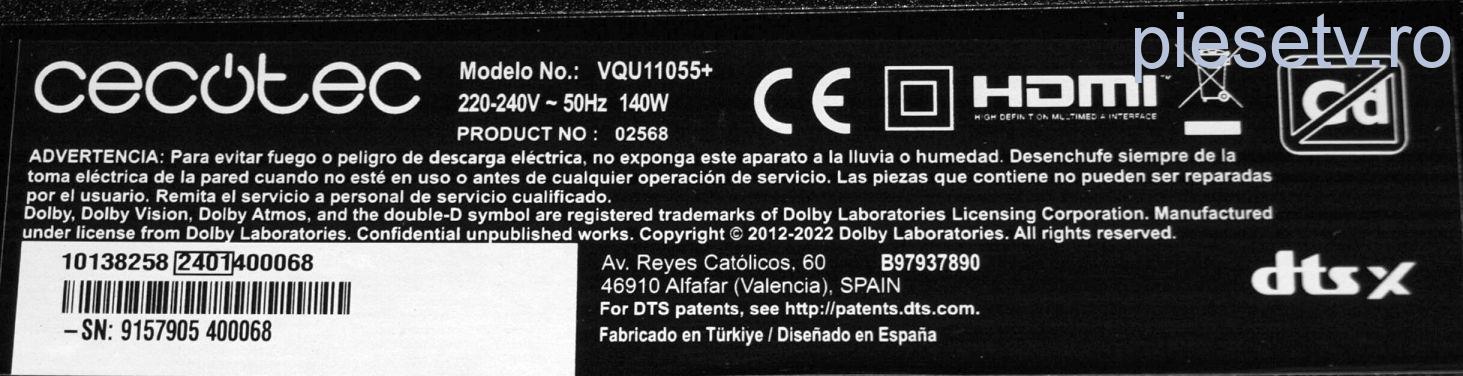 piesetv.ro
cecotec
Modelo No.: VQU11055+
220-240V ~ 50Hz 140W
PRODUCT NO : 02568
CE
HDMI™
HIGH DEFINITION MULTIMEDIA INTERFACE
Cd
ADVERTENCIA: Para evitar fuego o peligro de descarga eléctrica, no exponga este aparato a la lluvia o humedad. Desenchufe siempre de la
toma eléctrica de la pared cuando no esté en uso o antes de cualquier operación de servicio. Las piezas que contiene no pueden ser reparadas
por el usuario. Remita el servicio a personal de servicio cualificado.
Dolby, Dolby Vision, Dolby Atmos, and the double-D symbol are registered trademarks of Dolby Laboratories Licensing Corporation. Manufactured
under license from Dolby Laboratories. Confidential unpublished works. Copyright © 2012-2022 Dolby Laboratories. All rights reserved.
10138258 2401400068
-SN: 9157905 400068
Av. Reyes Católicos, 60 B97937890
46910 Alfafar (Valencia), SPAIN
For DTS patents, see http://patents.dts.com.
Fabricado en Türkiye / Diseñado en España
dts x